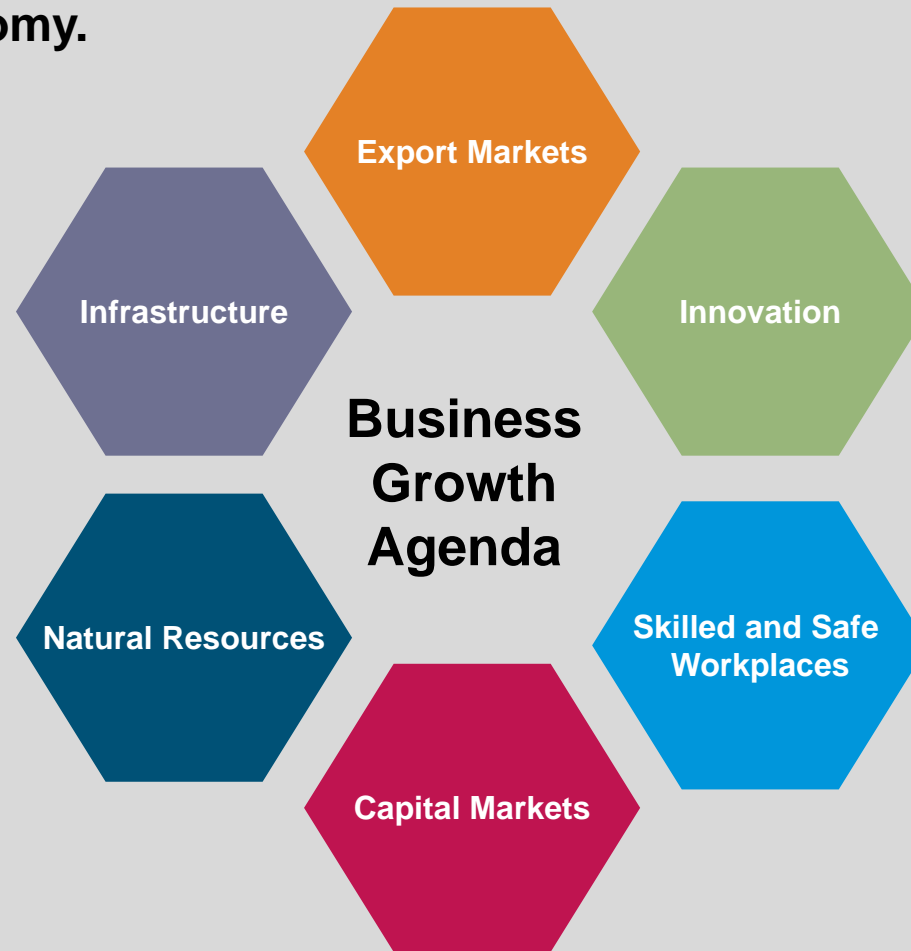 omy.
Export Markets
Infrastructure
Innovation
Business
Growth
Agenda
Natural Resources
Skilled and Safe
Workplaces
Capital Markets